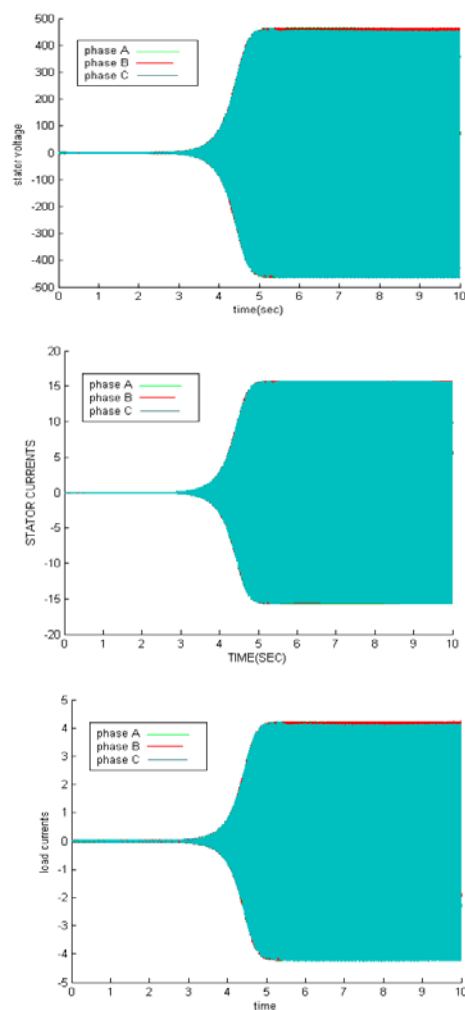 500
400
300
200
100
0
-100
-200
-300
-400
-500
stator voltage
phase A
phase B
phase C
0 1 2 3 4 5 6 7 8 9 10
time(sec)
20
15
10
5
0
-5
-10
-15
-20
STATOR CURRENTS
phase A
phase B
phase C
0 1 2 3 4 5 6 7 8 9 10
TIME(SEC)
5
4
3
2
1
0
-1
-2
-3
-4
-5
load currents
phase A
phase B
phase C
0 1 2 3 4 5 6 7 8 9 10
time